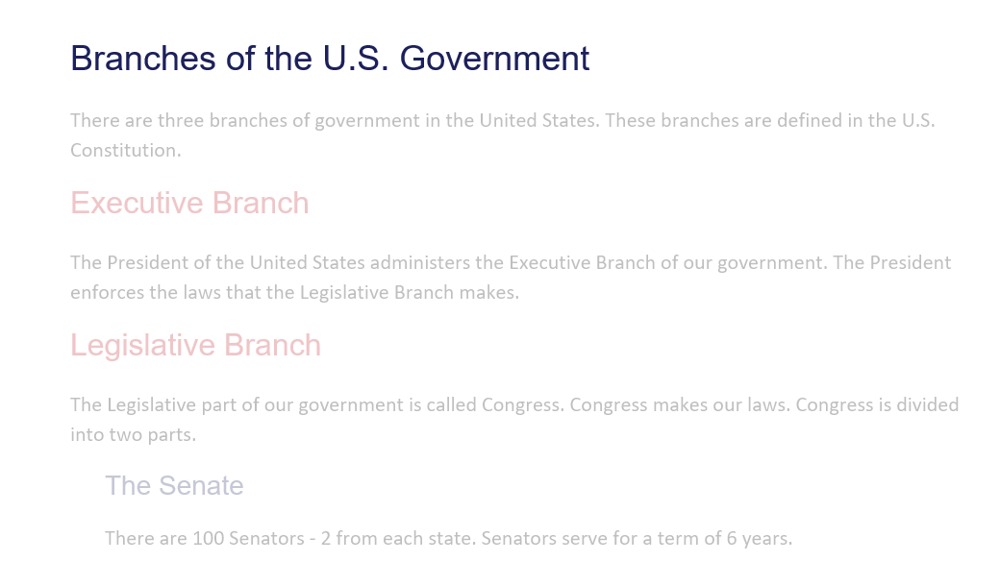 Branches of the U.S. Government
There are three branches of government in the United States. These branches are defined in the U.S.
Constitution.
Executive Branch
The President of the United States administers the Executive Branch of our government. The President
enforces the laws that the Legislative Branch makes.
Legislative Branch
The Legislative part of our government is called Congress. Congress makes our laws. Congress is divided
into two parts.
The Senate
There are 100 Senators - 2 from each state. Senators serve for a term of 6 years.